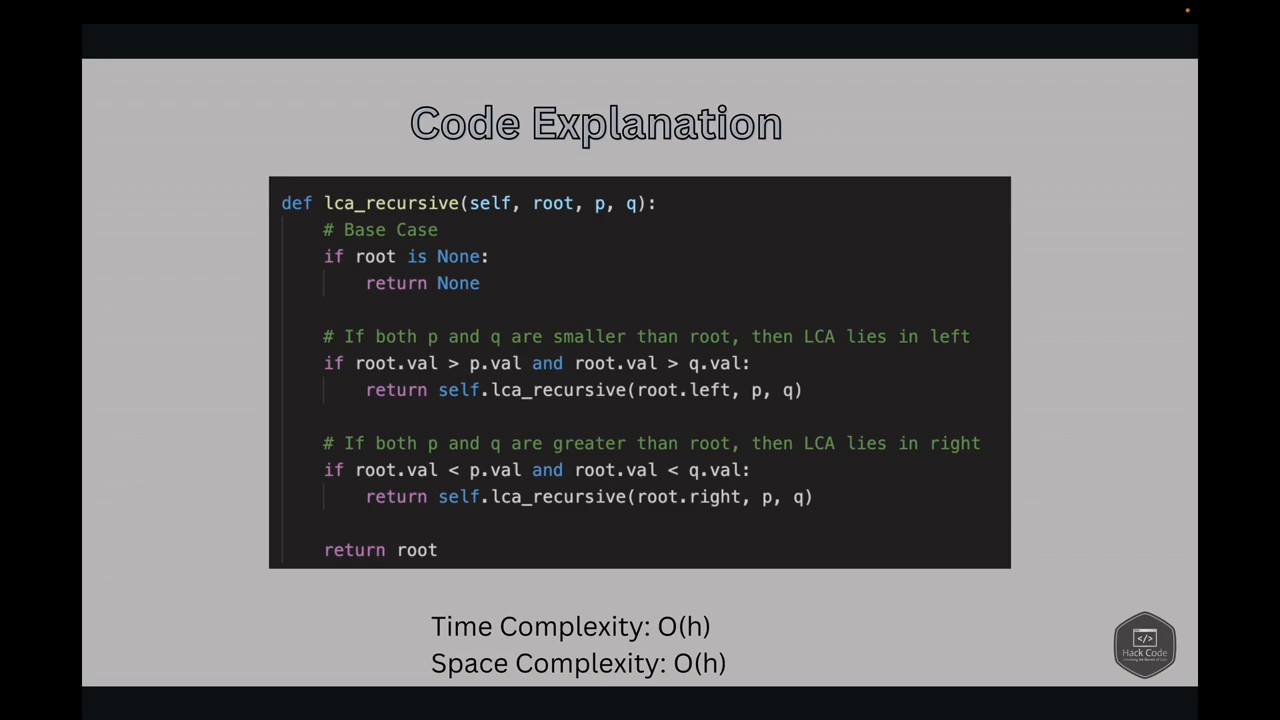 Code Explanation
def lca_recursive(self, root, p, q):
# Base Case
if root is None:
return None
# If both p and q are smaller than root, then LCA lies in left
if root.val > p.val and root.val > q.val:
return self.lca_recursive(root.left, p, q)
# If both p and q are greater than root, then LCA lies in right
if root.val < p.val and root.val < q.val:
return self.lca_recursive(root.right, p, q)
return root
Time Complexity: O(h)
Space Complexity: O(h)
</>
Hack Code